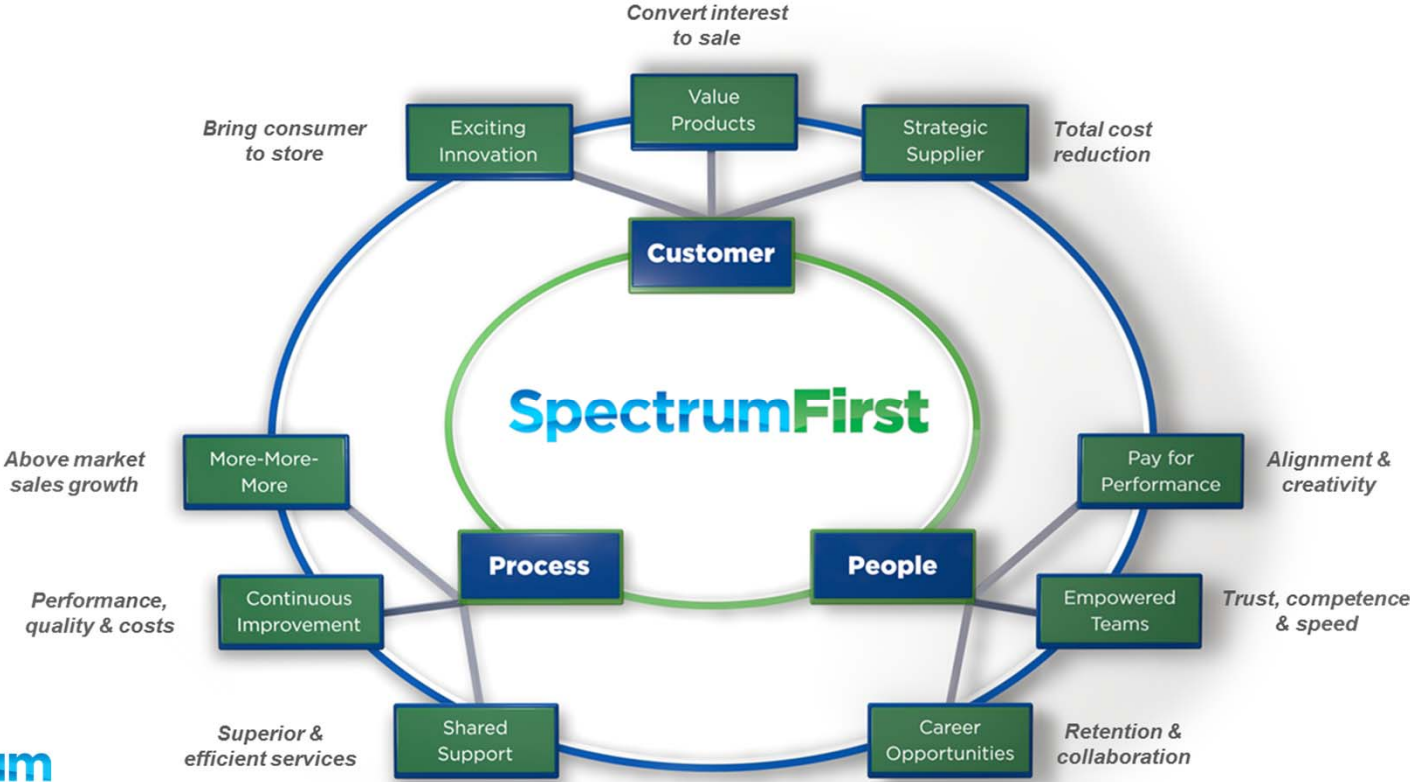 Convert interest
to sale
Bring consumer
to store
Exciting
Innovation
Value
Products
Strategic
Supplier
Total cost
reduction
Customer
SpectrumFirst
Above market
sales growth
More-More-
More
Pay for
Performance
Alignment &
creativity
Process
People
Performance,
quality & costs
Continuous
Improvement
Empowered
Teams
Trust, competence
& speed
Superior &
efficient services
Shared
Support
Career
Opportunities
Retention &
collaboration